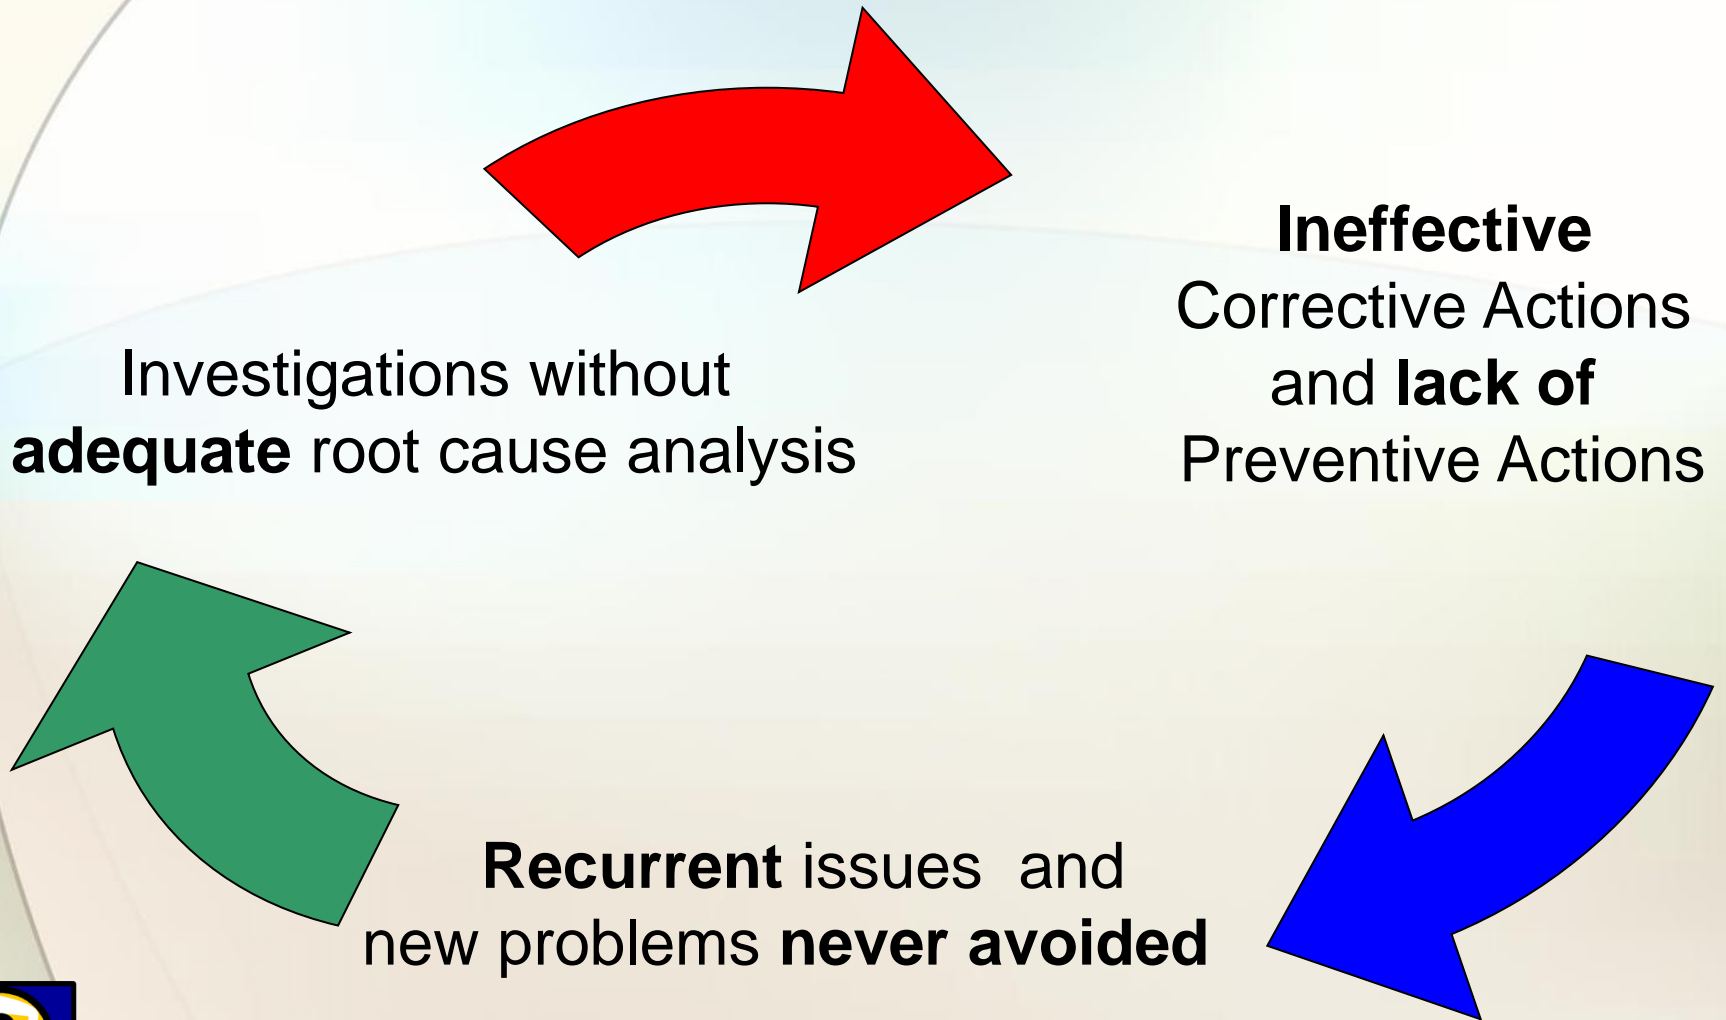 Investigations without
adequate root cause analysis
Ineffective
Corrective Actions
and lack of
Preventive Actions
Recurrent issues  and
new problems never avoided